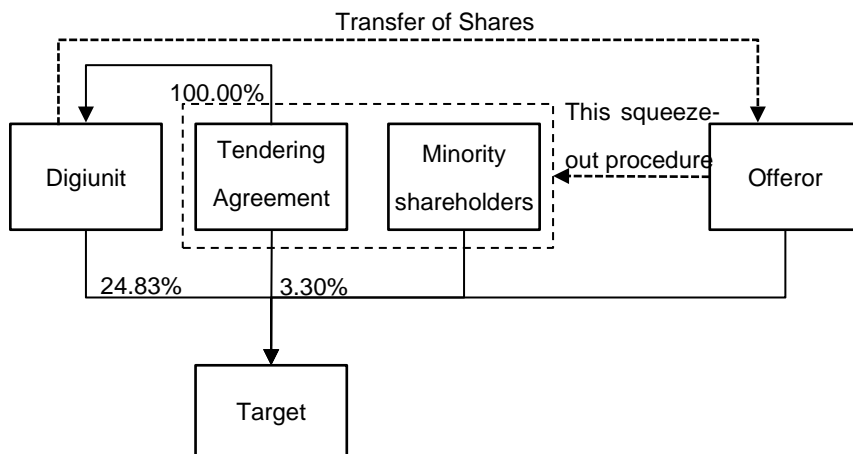 Transfer of Shares
100.00%
This squeeze-
out procedure
Digiunit
Tendering
Agreement
Minority
shareholders
Offeror
24.83%
3.30%
Target